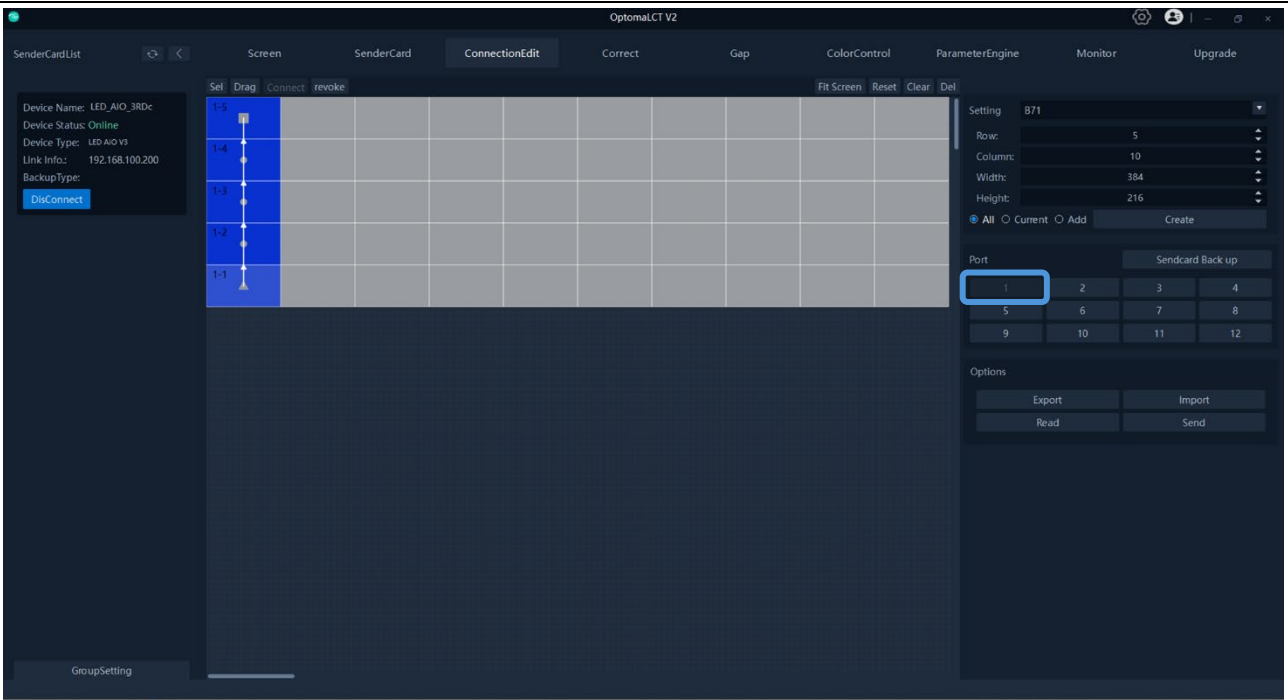 OptomaLCT V2
SenderCardList
Screen SenderCard ConnectionEdit Correct Gap ColorControl ParameterEngine Monitor Upgrade
Sel Drag Connect revoke Fit Screen Reset Clear Del
Device Name: LED_AIO_3RDc
Device Status: Online
Device Type: LED AIO V3
Link Info.: 192.168.100.200
BackupType:
DisConnect
1-5
1-4
1-3
1-2
1-1
Setting B71
Row: 5
Column: 10
Width: 384
Height: 216
All Current Add Create
Port Sendcard Back up
1 2 3 4
5 6 7 8
9 10 11 12
Options
Export Import
Read Send
GroupSetting